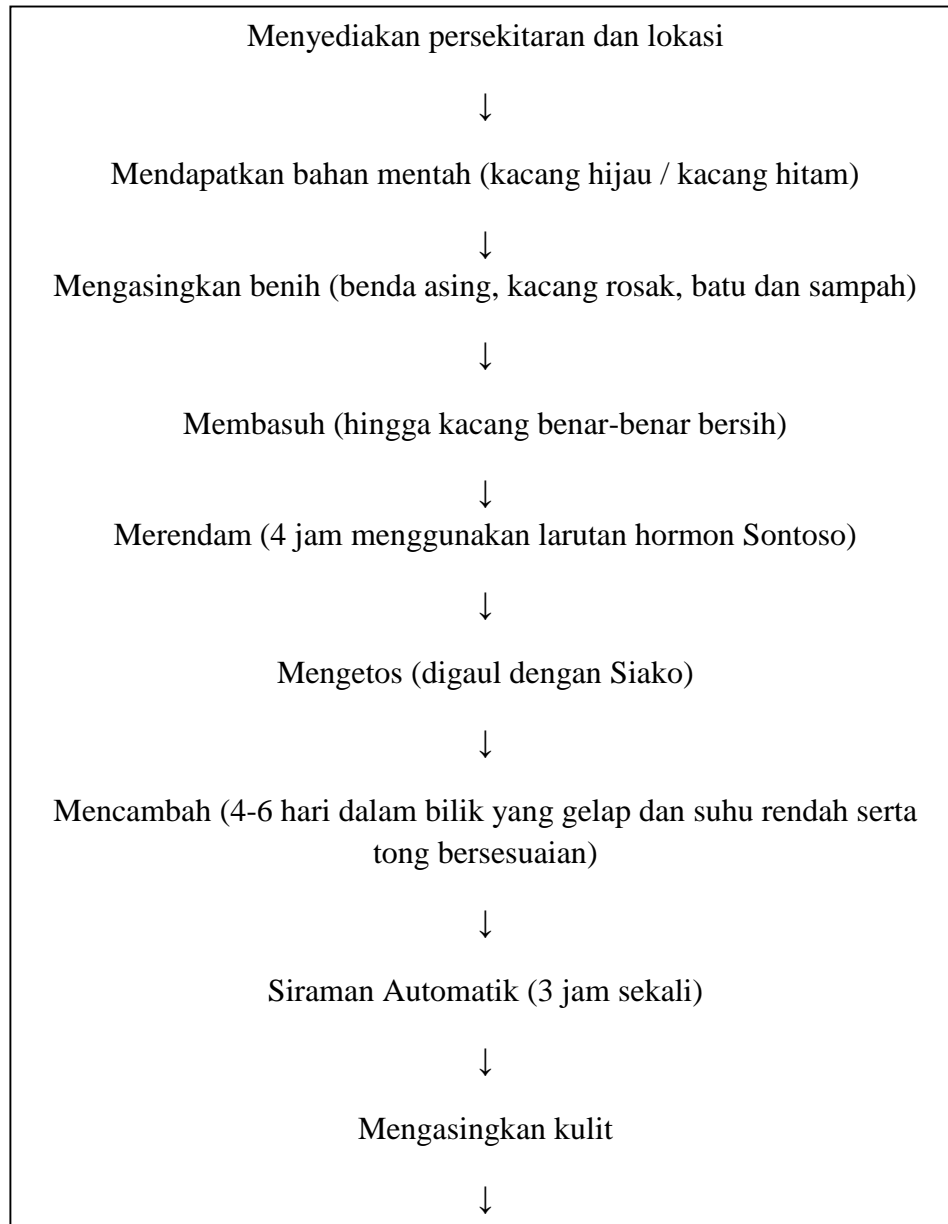 Menyediakan persekitaran dan lokasi
↓
Mendapatkan bahan mentah (kacang hijau / kacang hitam)
↓
Mengasingkan benih (benda asing, kacang rosak, batu dan sampah)
↓
Membasuh (hingga kacang benar-benar bersih)
↓
Merendam (4 jam menggunakan larutan hormon Sontoso)
↓
Mengetos (digaul dengan Siako)
↓
Mencambah (4-6 hari dalam bilik yang gelap dan suhu rendah serta
tong bersesuaian)
↓
Siraman Automatik (3 jam sekali)
↓
Mengasingkan kulit
↓